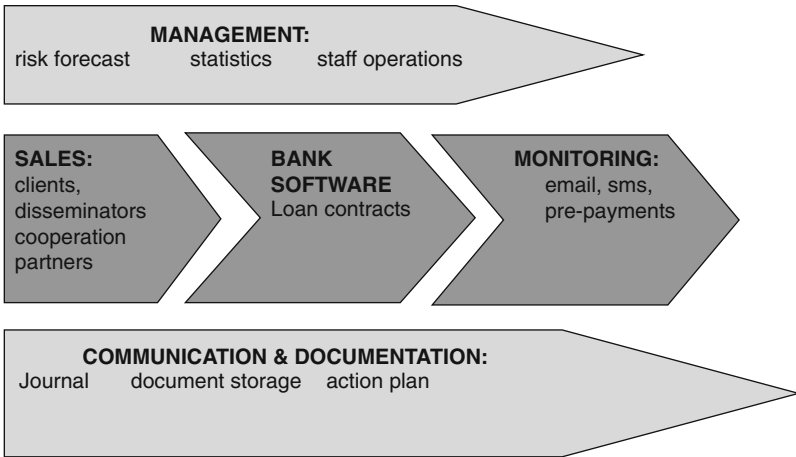 MANAGEMENT:
risk forecast statistics staff operations
SALES:
clients,
disseminators
cooperation
partners
BANK
SOFTWARE
Loan contracts
MONITORING:
email, sms,
pre-payments
COMMUNICATION & DOCUMENTATION:
Journal document storage action plan